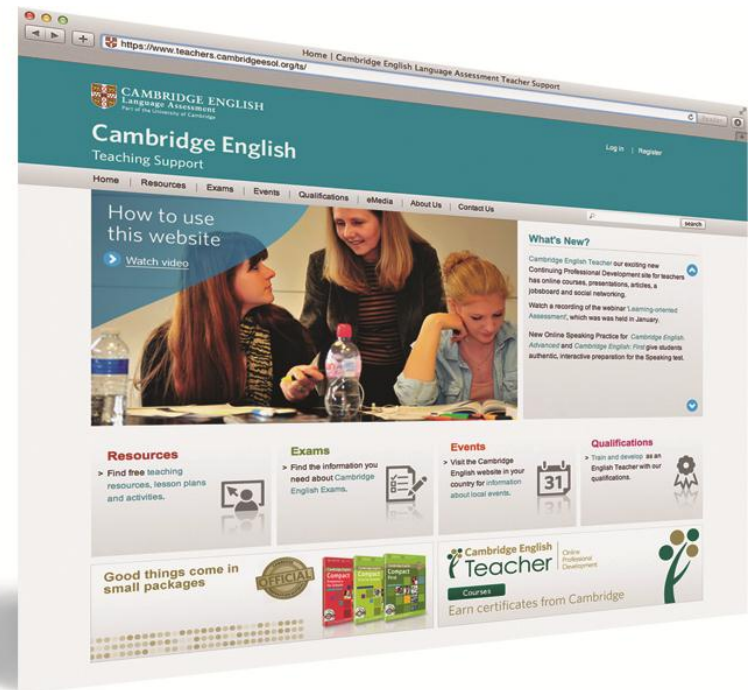 Home | Cambridge English Language Assessment Teacher Support
https://www.teachers.cambridgeesol.org/ts/
Reader
CAMBRIDGE ENGLISH
Language Assessment
Part of the University of Cambridge
Log in | Register
Cambridge English
Teaching Support
Home | Resources | Exams | Events | Qualifications | eMedia | About Us | Contact Us
search
How to use
this website
Watch video
What's New?
Cambridge English Teacher our exciting new
Continuing Professional Development site for teachers
has online courses, presentations, articles, a
jobsboard and social networking.
Watch a recording of the webinar 'Learning-oriented
Assessment', which was was held in January.
New Online Speaking Practice for Cambridge English:
Advanced and Cambridge English: First give students
authentic, interactive preparation for the Speaking test.
Resources
> Find free teaching
resources, lesson plans
and activities.
Exams
> Find the information you
need about Cambridge
English Exams.
Events
> Visit the Cambridge
English website in your
country for information
about local events.
31
Qualifications
> Train and develop as an
English Teacher with our
qualifications.
Good things come in
small packages
OFFICIAL
Compact
Compact
Compact
First
Cambridge English
Teacher
Online
Professional
Development
Courses
Earn certificates from Cambridge